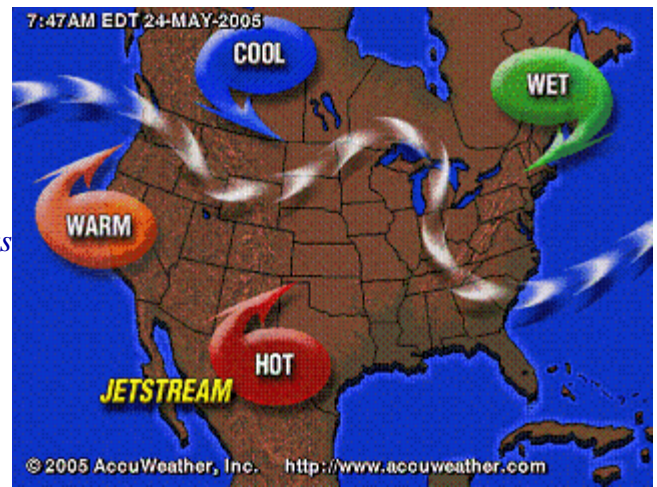 7:47AM EDT 24-MAY-2005
COOL
WET
WARM
s
HOT
JETSTREAM
© 2005 AccuWeather, Inc. http://www.accuweather.com